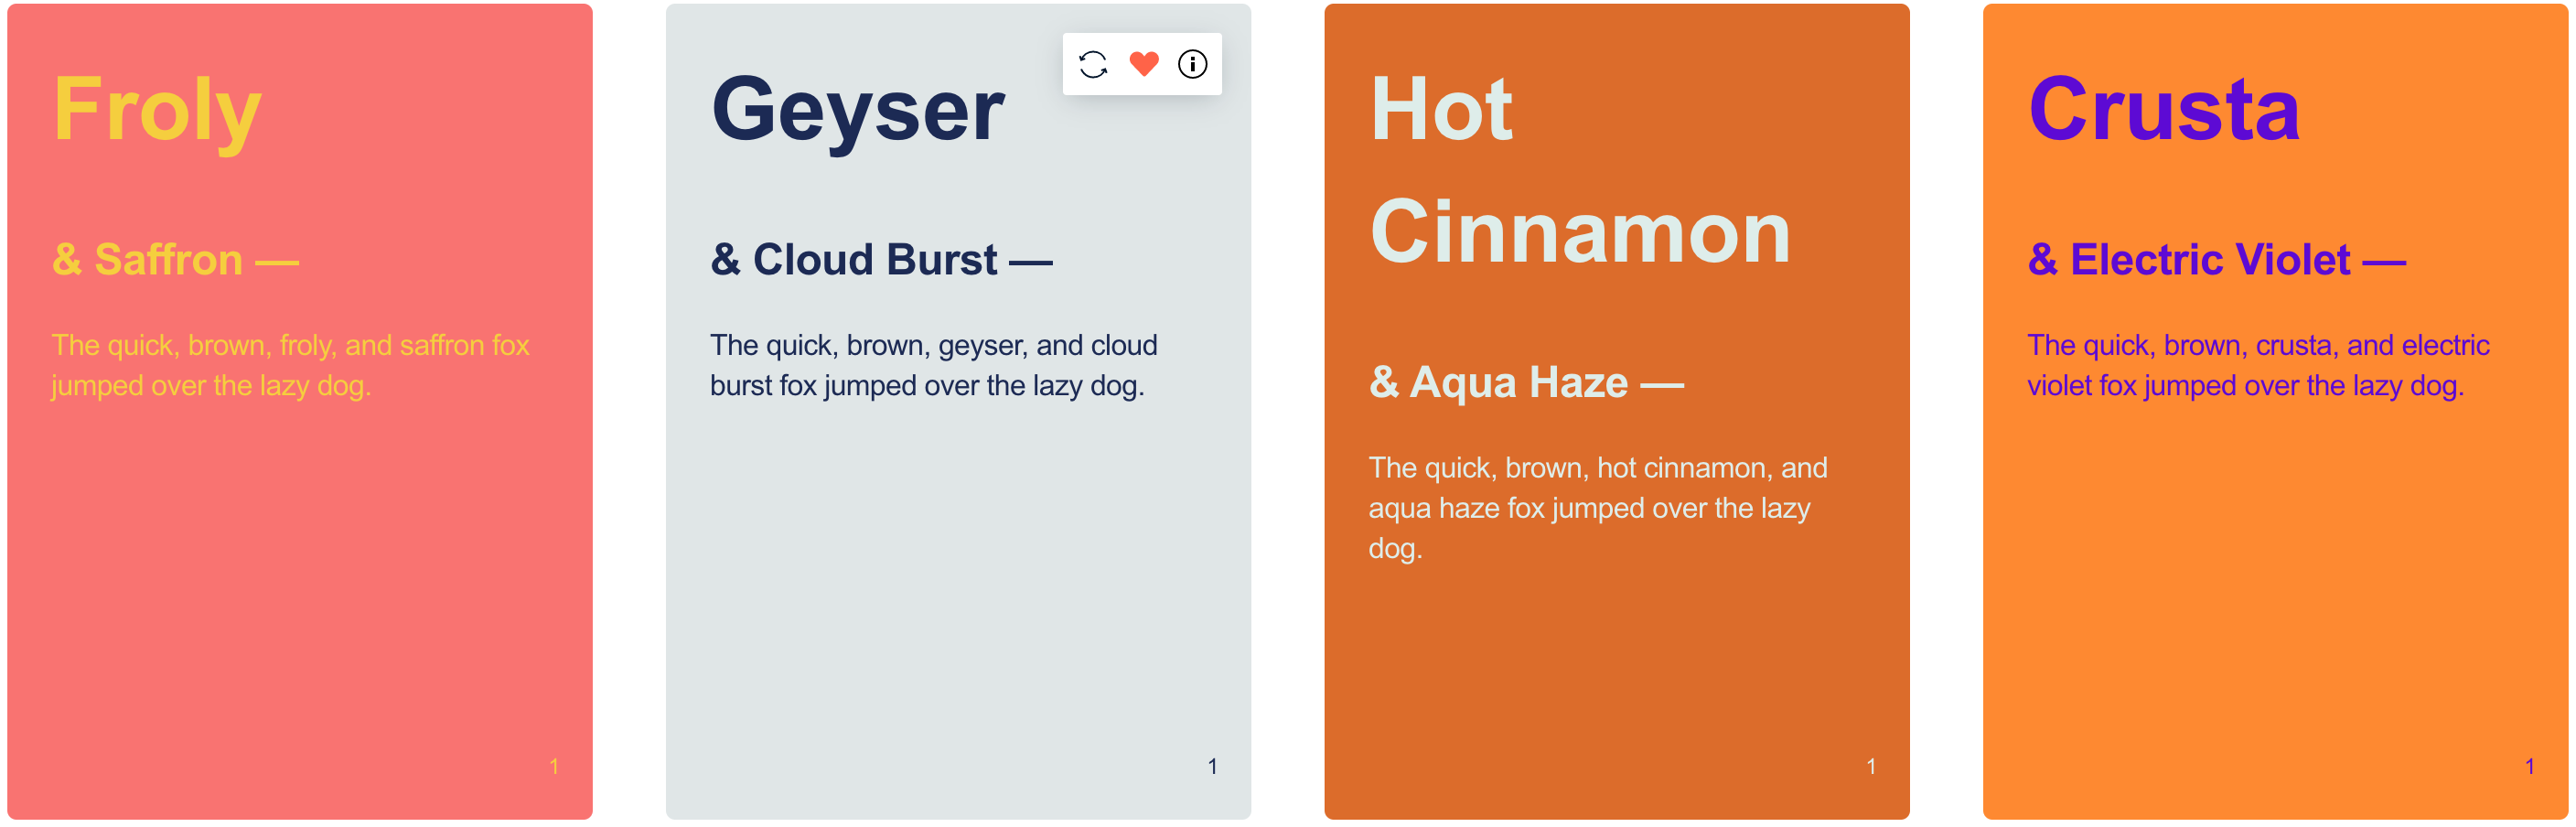 Froly
& Saffron —
The quick, brown, froly, and saffron fox
jumped over the lazy dog.
1
Geyser
& Cloud Burst —
The quick, brown, geyser, and cloud
burst fox jumped over the lazy dog.
1
Hot
Cinnamon
& Aqua Haze —
The quick, brown, hot cinnamon, and
aqua haze fox jumped over the lazy
dog.
1
Crusta
& Electric Violet —
The quick, brown, crusta, and electric
violet fox jumped over the lazy dog.
1